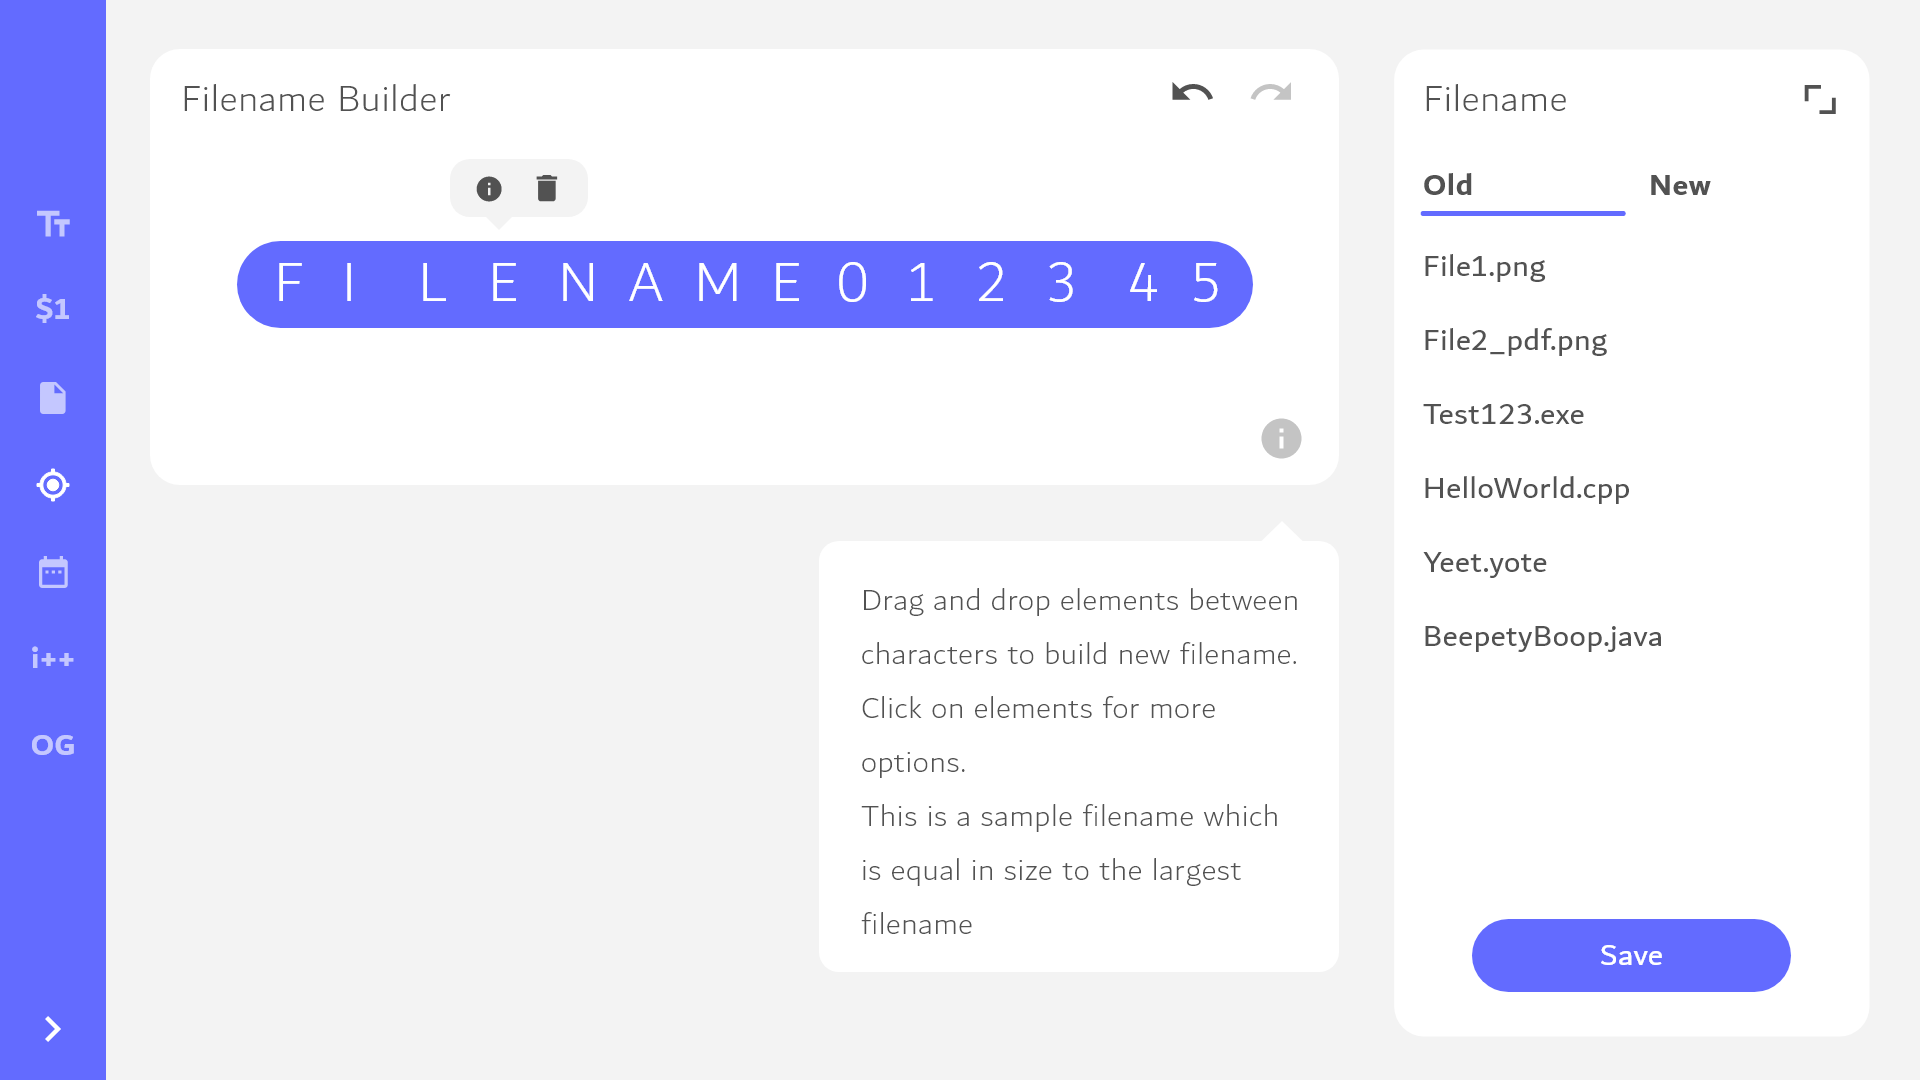 Tt
$1
i++
OG
Filename Builder
F I L E N A M E 0 1 2 3 4 5
Drag and drop elements between
characters to build new filename.
Click on elements for more
options.
This is a sample filename which
is equal in size to the largest
filename
Filename
Old New
File1.png
File2_pdf.png
Test123.exe
HelloWorld.cpp
Yeet.yote
BeepetyBoop.java
Save